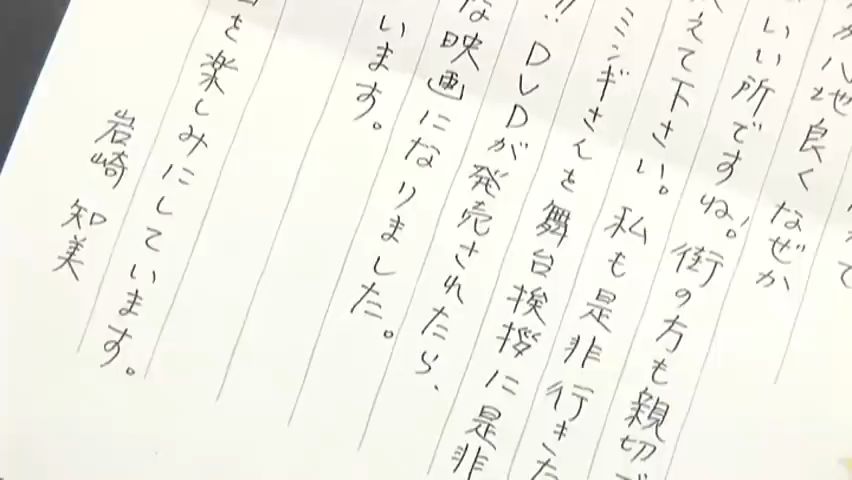 地良くなぜか
いい所ですね!街の方も親切で
えて下さい。私も是非行きた
ミンギさんを舞台挨拶に是非
!!DVDが発売されたら、
な映画になりました。
います。
を楽しみにしています。
岩崎 知美